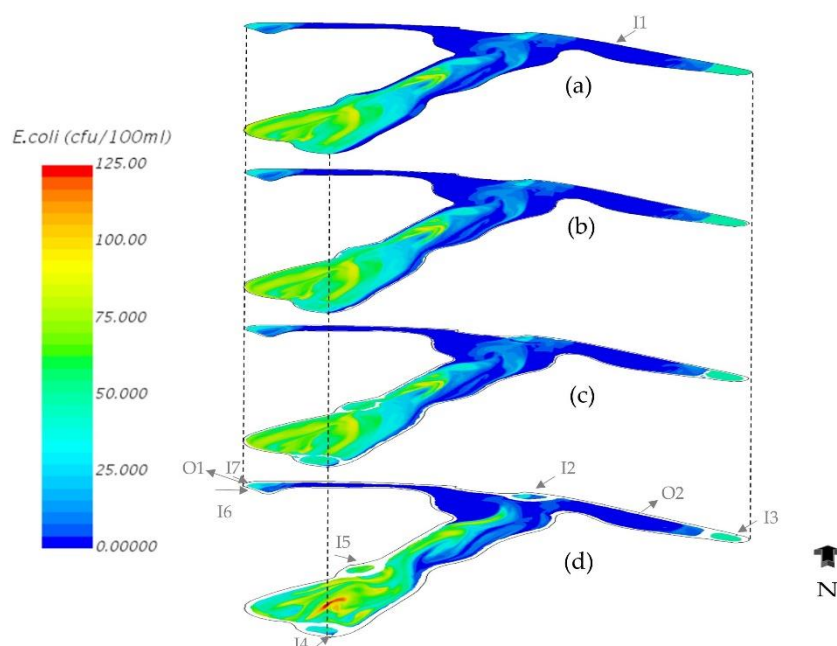 I1
(a)
E.coli (cfu/100ml)
125.00
100.00
75.000
50.000
25.000
0.00000
(b)
(c)
O1
I7
I6
I2
O2
I3
I5
(d)
I4
N